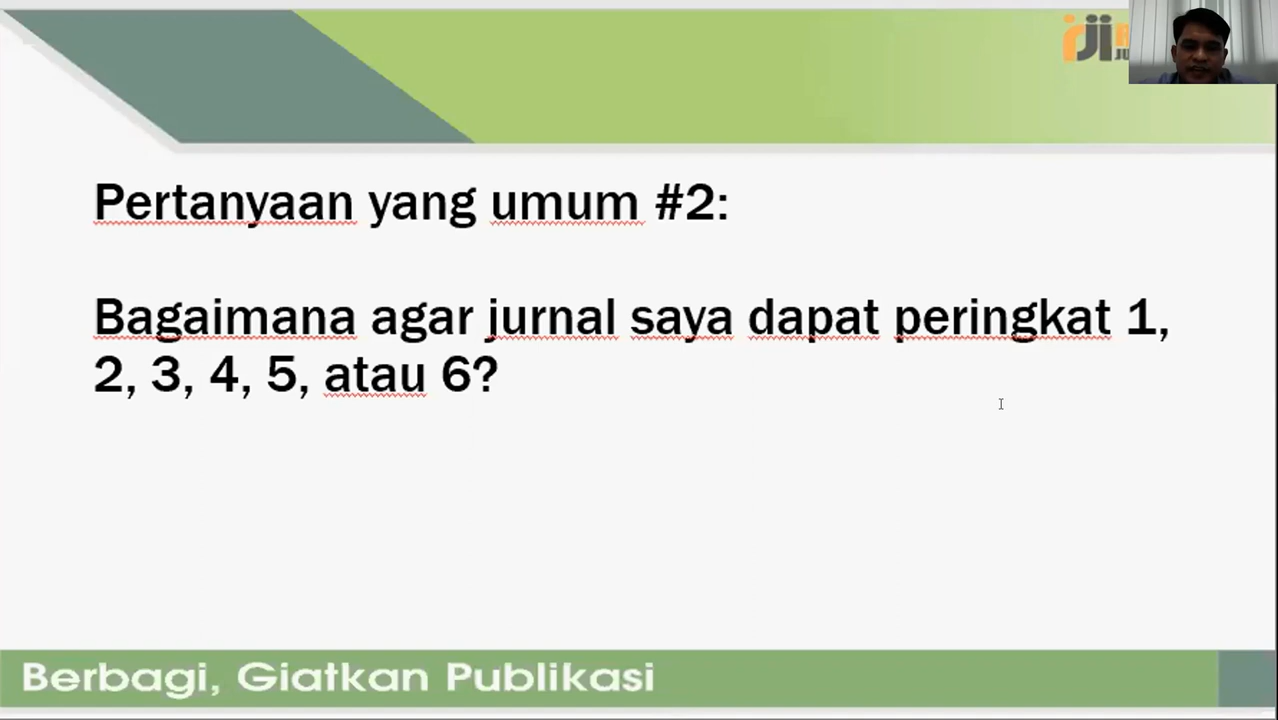 rji
Pertanyaan yang umum #2:
Bagaimana agar jurnal saya dapat peringkat 1,
2, 3, 4, 5, atau 6?
Berbagi, Giatkan Publikasi